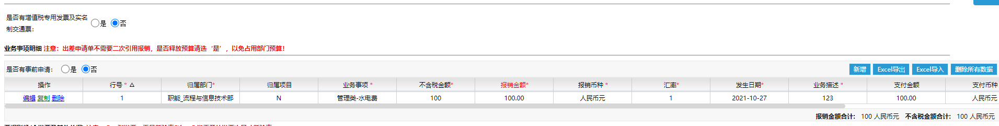 是否有增值税专用发票及实名
制交通票： 是 否
业务事项明细 注意：出差申请单不需要二次引用报销，是否释放预算请选‘是’，以免占用部门预算！
是否有事前申请： 是 否 新增 Excel导出 Excel导入 删除所有数据
操作 行号 * △ 归属部门* 归属项目 业务事项 * 不含税金额* 报销金额* 报销币种 * 汇率* 发生日期* 业务描述 * 支付金额 支付币种
编辑 复制 删除 1 职能_流程与信息技术部 N 管理类-水电费 100 100.00 人民币元 1 2021-10-27 123 100.00 人民币元
报销金额合计： 100 人民币元 不含税金额合计： 100 人民币元